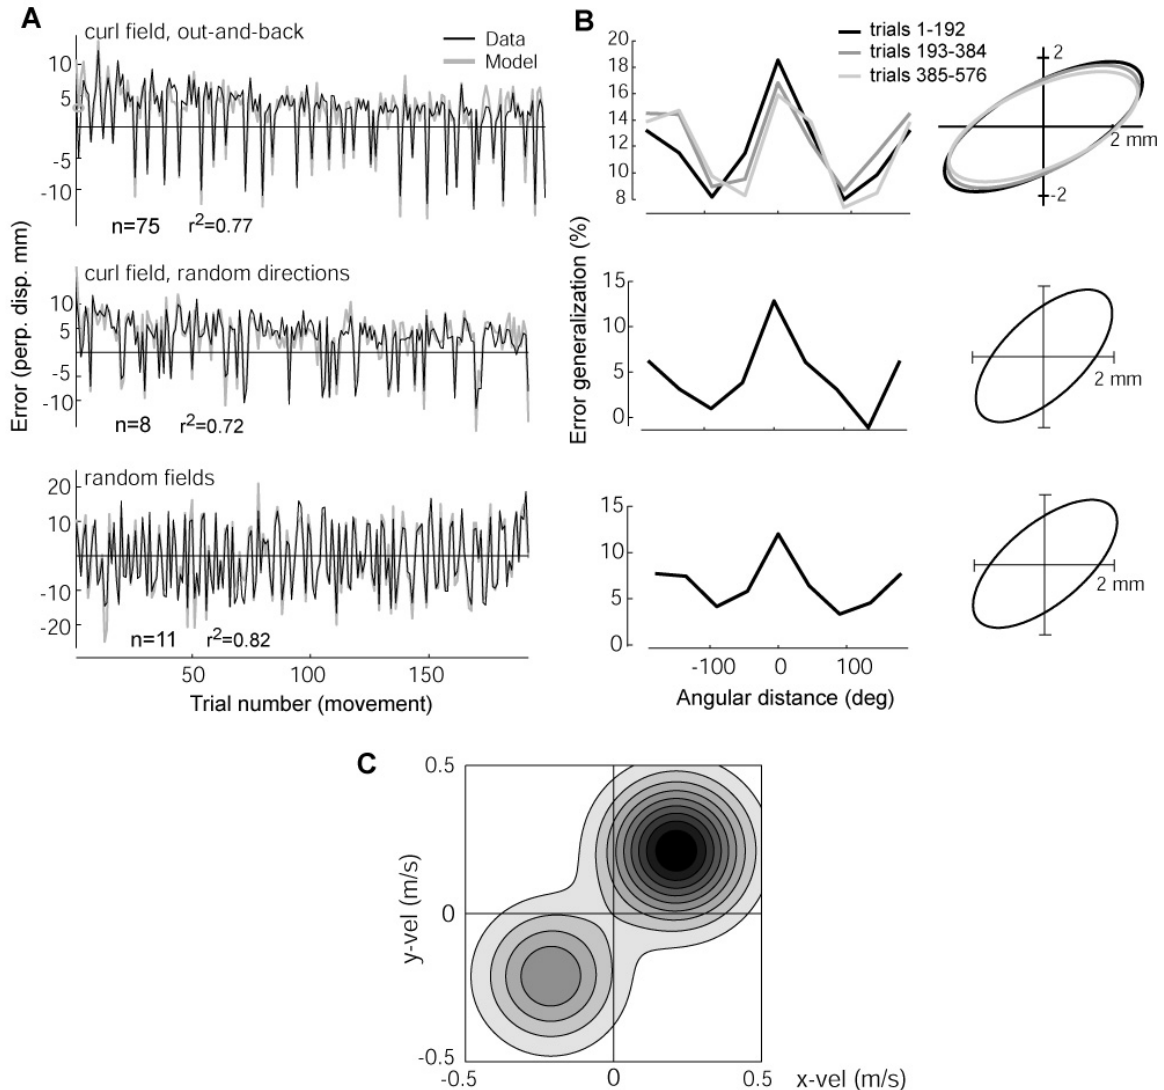 A
curl field, out-and-back
Data
Model
10
5
-5
-10
n=75 r²=0.77
curl field, random directions
10
5
-5
-10
n=8 r²=0.72
random fields
20
10
-10
-20
n=11 r²=0.82
50 100 150
Trial number (movement)
Error (perp. disp. mm)
B
trials 1-192
trials 193-384
trials 385-576
20
18
16
14
12
10
8
2
2 mm
-2
15
10
5
0
2 mm
15
10
5
0
2 mm
-100 0 100
Angular distance (deg)
Error generalization (%)
C
0.5
0
-0.5
y-vel (m/s)
-0.5 0 0.5
x-vel (m/s)